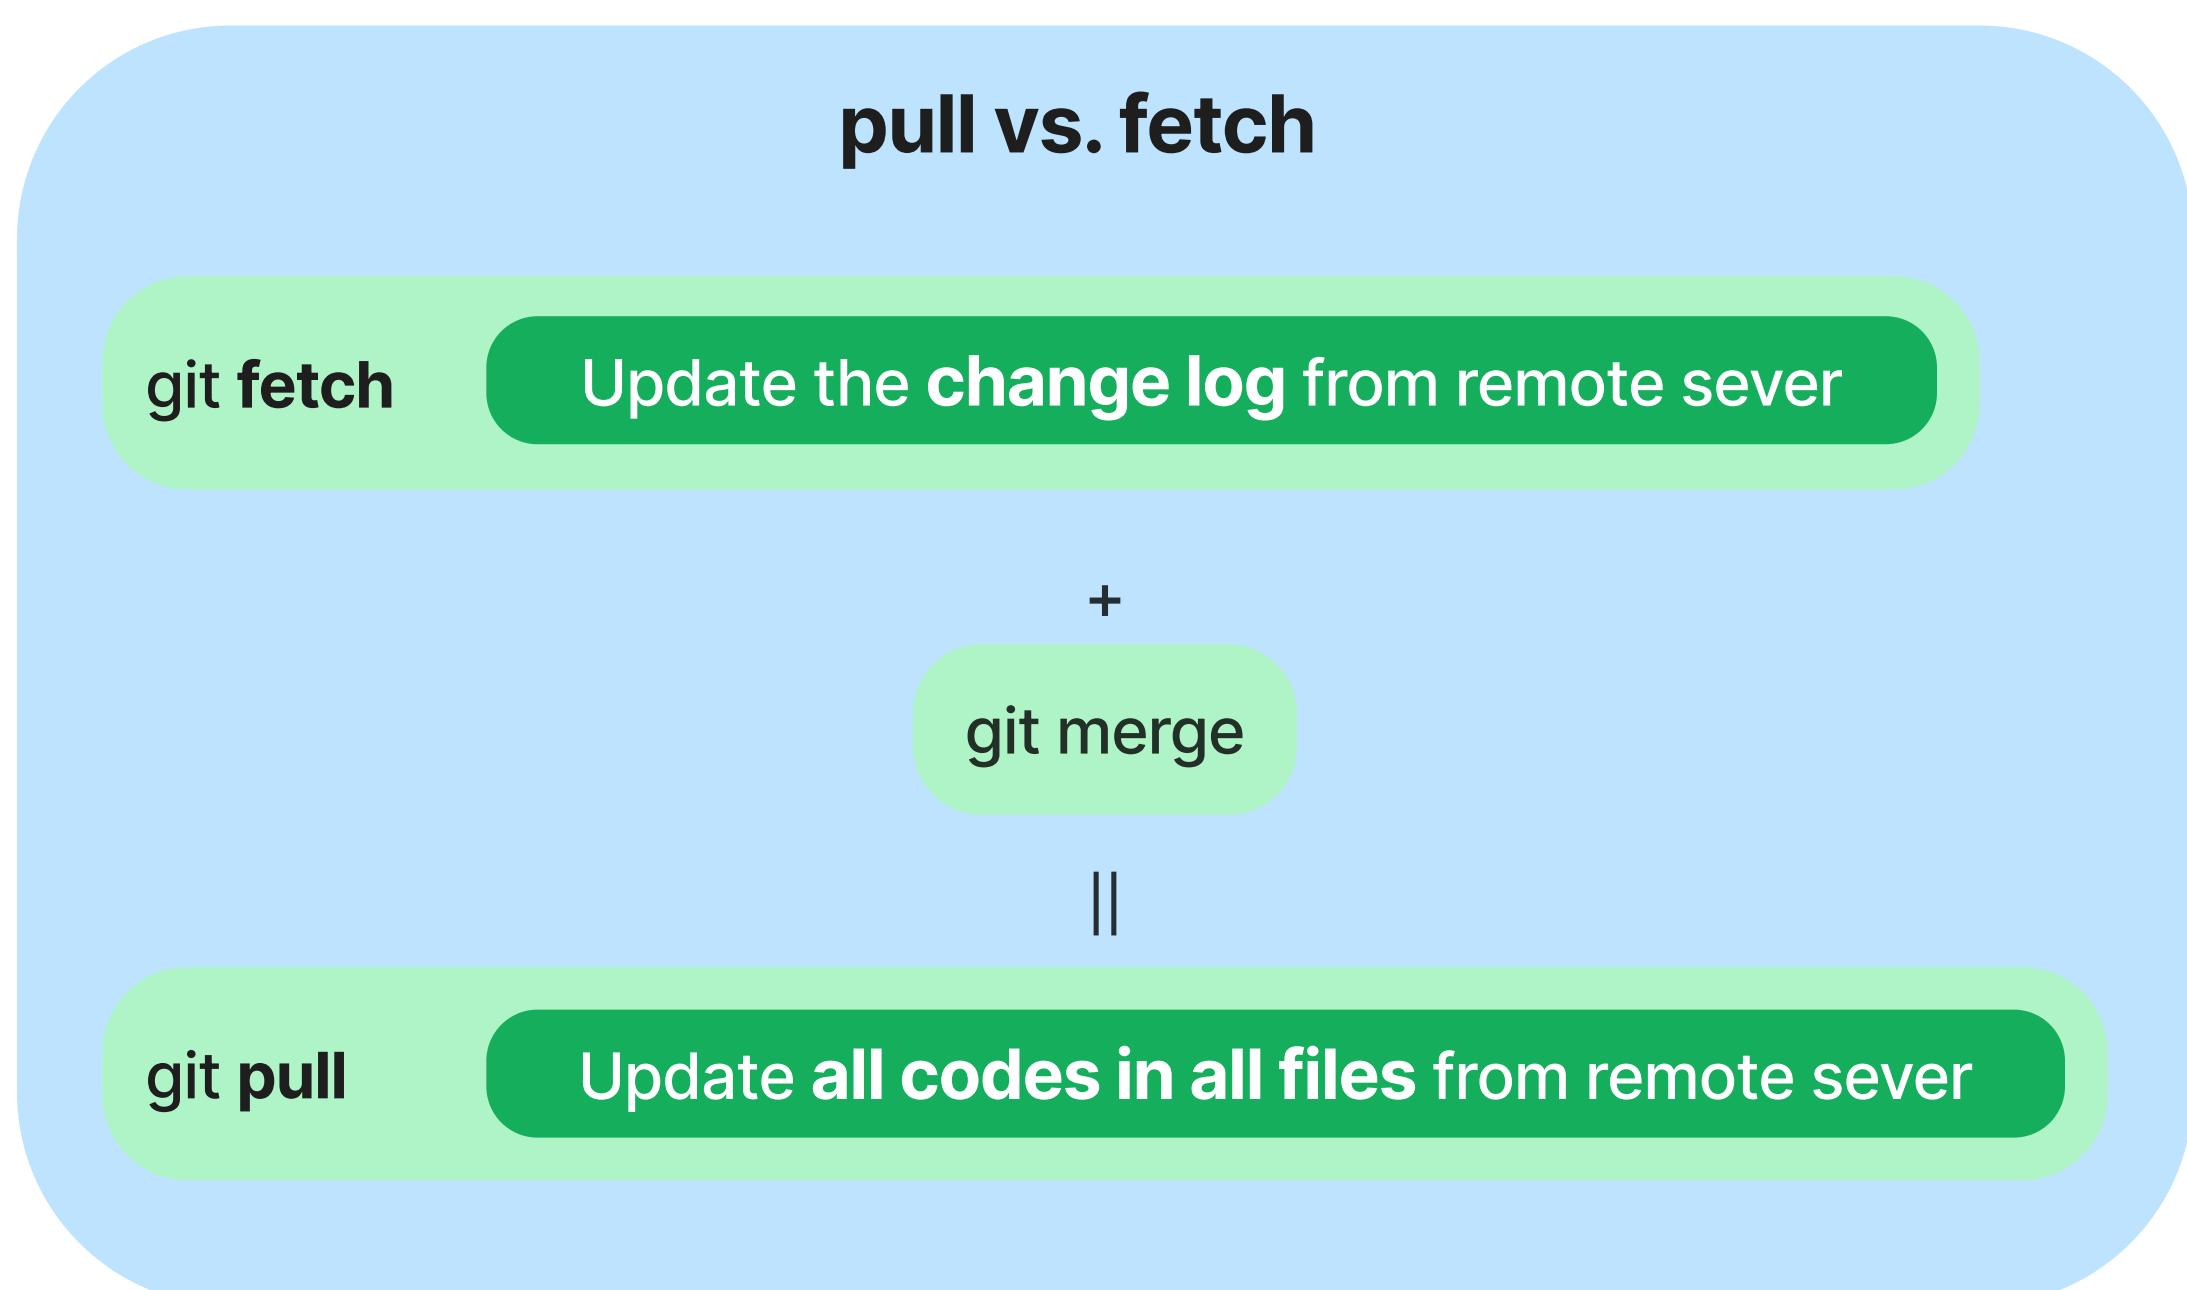 pull vs. fetch
git fetch Update the change log from remote sever
+
git merge
||
git pull Update all codes in all files from remote sever